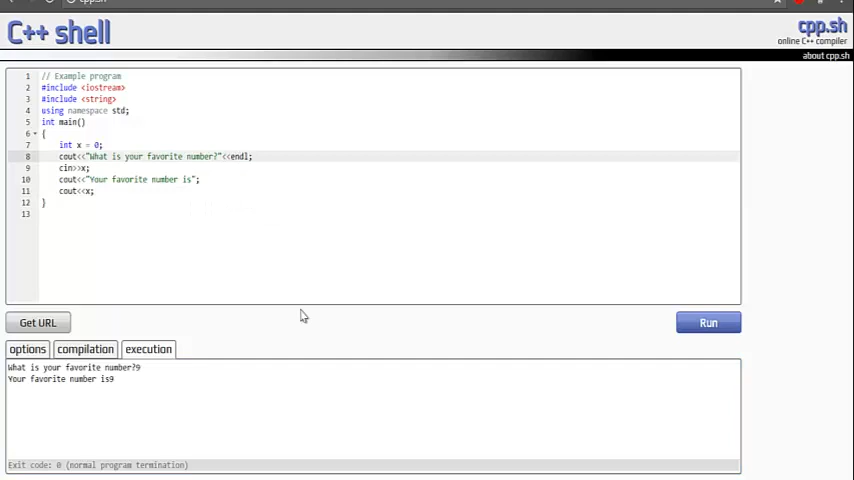 C++ shell
cpp.sh
online C++ compiler
about cpp.sh
1 // Example program
2 #include <iostream>
3 #include <string>
4 using namespace std;
5 int main()
6 {
7 int x = 0;
8 cout<<"What is your favorite number?"<<endl;
9 cin>>x;
10 cout<<"Your favorite number is";
11 cout<<x;
12 }
13
Get URL
Run
options compilation execution
What is your favorite number?9
Your favorite number is9
Exit code: 0 (normal program termination)